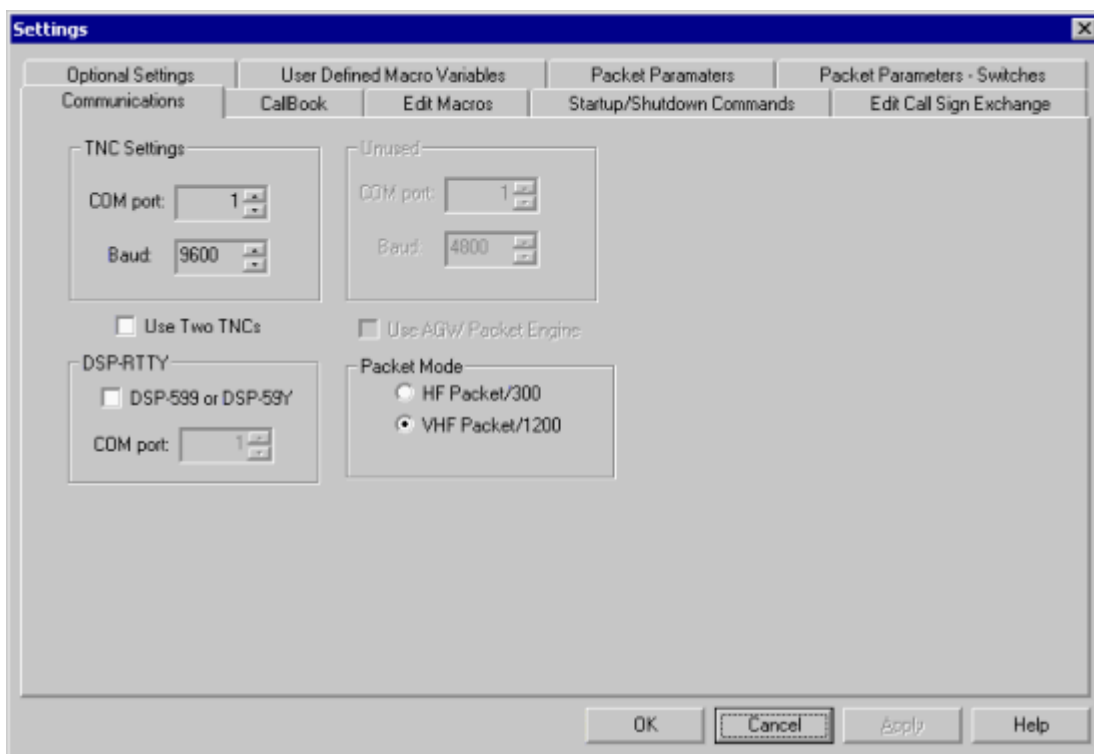 Settings
Optional Settings
User Defined Macro Variables
Packet Paramaters
Packet Parameters - Switches
Communications
CallBook
Edit Macros
Startup/Shutdown Commands
Edit Call Sign Exchange
TNC Settings
COM port: 1
Baud: 9600
Unused
COM port: 1
Baud: 4800
Use Two TNCs
Use AGW Packet Engine
DSP-RTTY
DSP-599 or DSP-59Y
COM port: 1
Packet Mode
HF Packet/300
VHF Packet/1200
OK
Cancel
Apply
Help